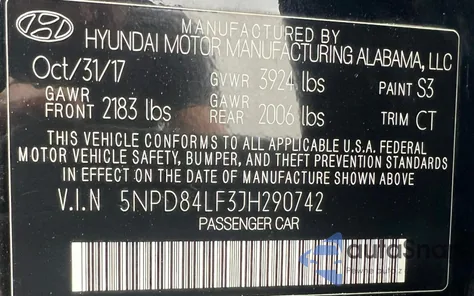 MANUFACTURED BY
HYUNDAI MOTOR MANUFACTURING ALABAMA, LLC
Oct/31/17 GVWR 3924 lbs PAINT S3
GAWR FRONT 2183 lbs GAWR REAR 2006 lbs TRIM CT
THIS VEHICLE CONFORMS TO ALL APPLICABLE U.S.A. FEDERAL
MOTOR VEHICLE SAFETY, BUMPER, AND THEFT PREVENTION STANDARDS
IN EFFECT ON THE DATE OF MANUFACTURE SHOWN ABOVE.
V.I.N 5NPD84LF3JH290742
PASSENGER CAR